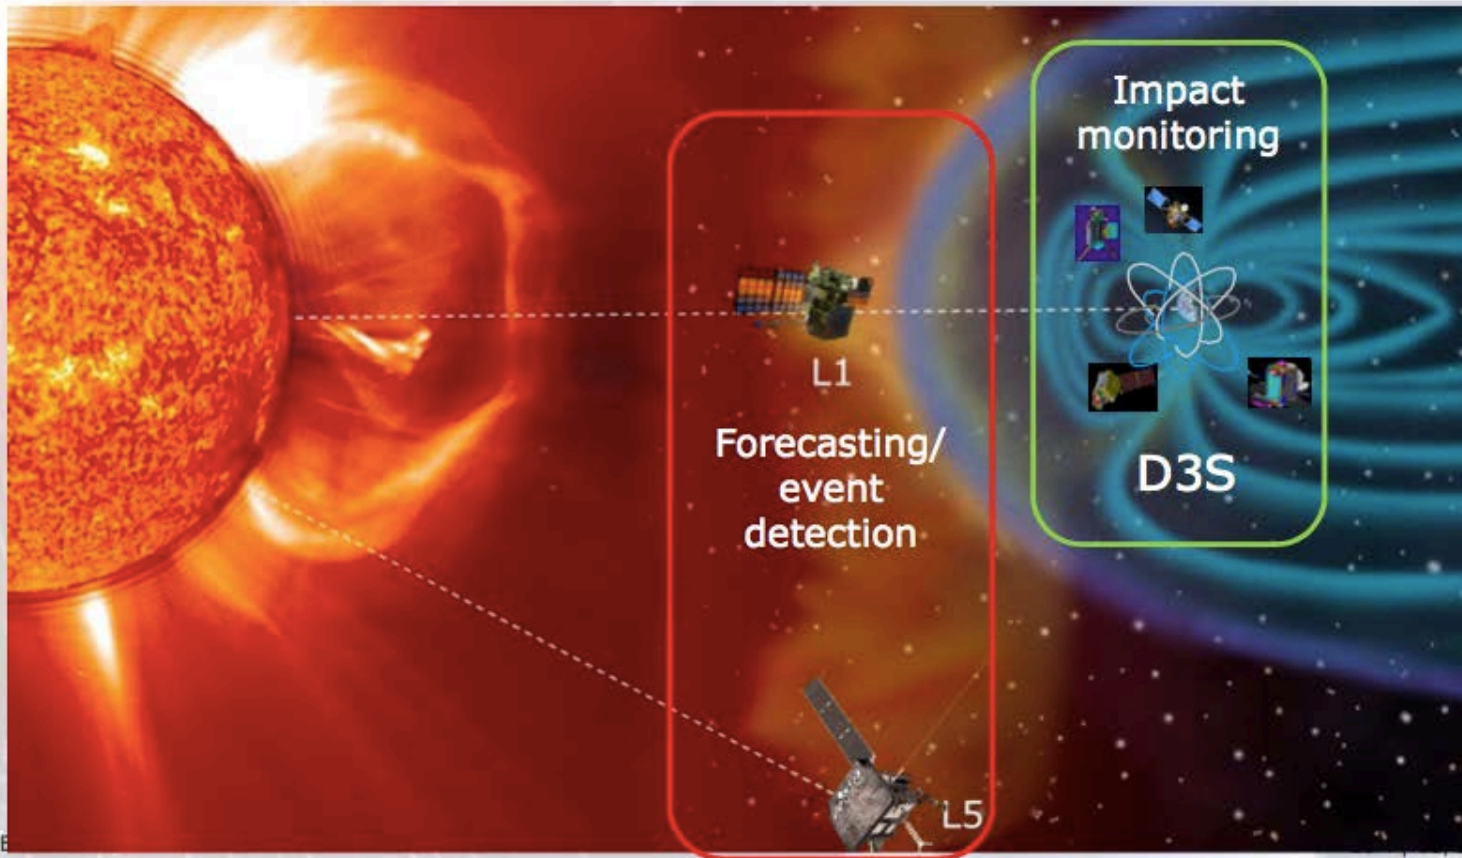 Impact
monitoring
L1
Forecasting/
event
detection
D3S
L5